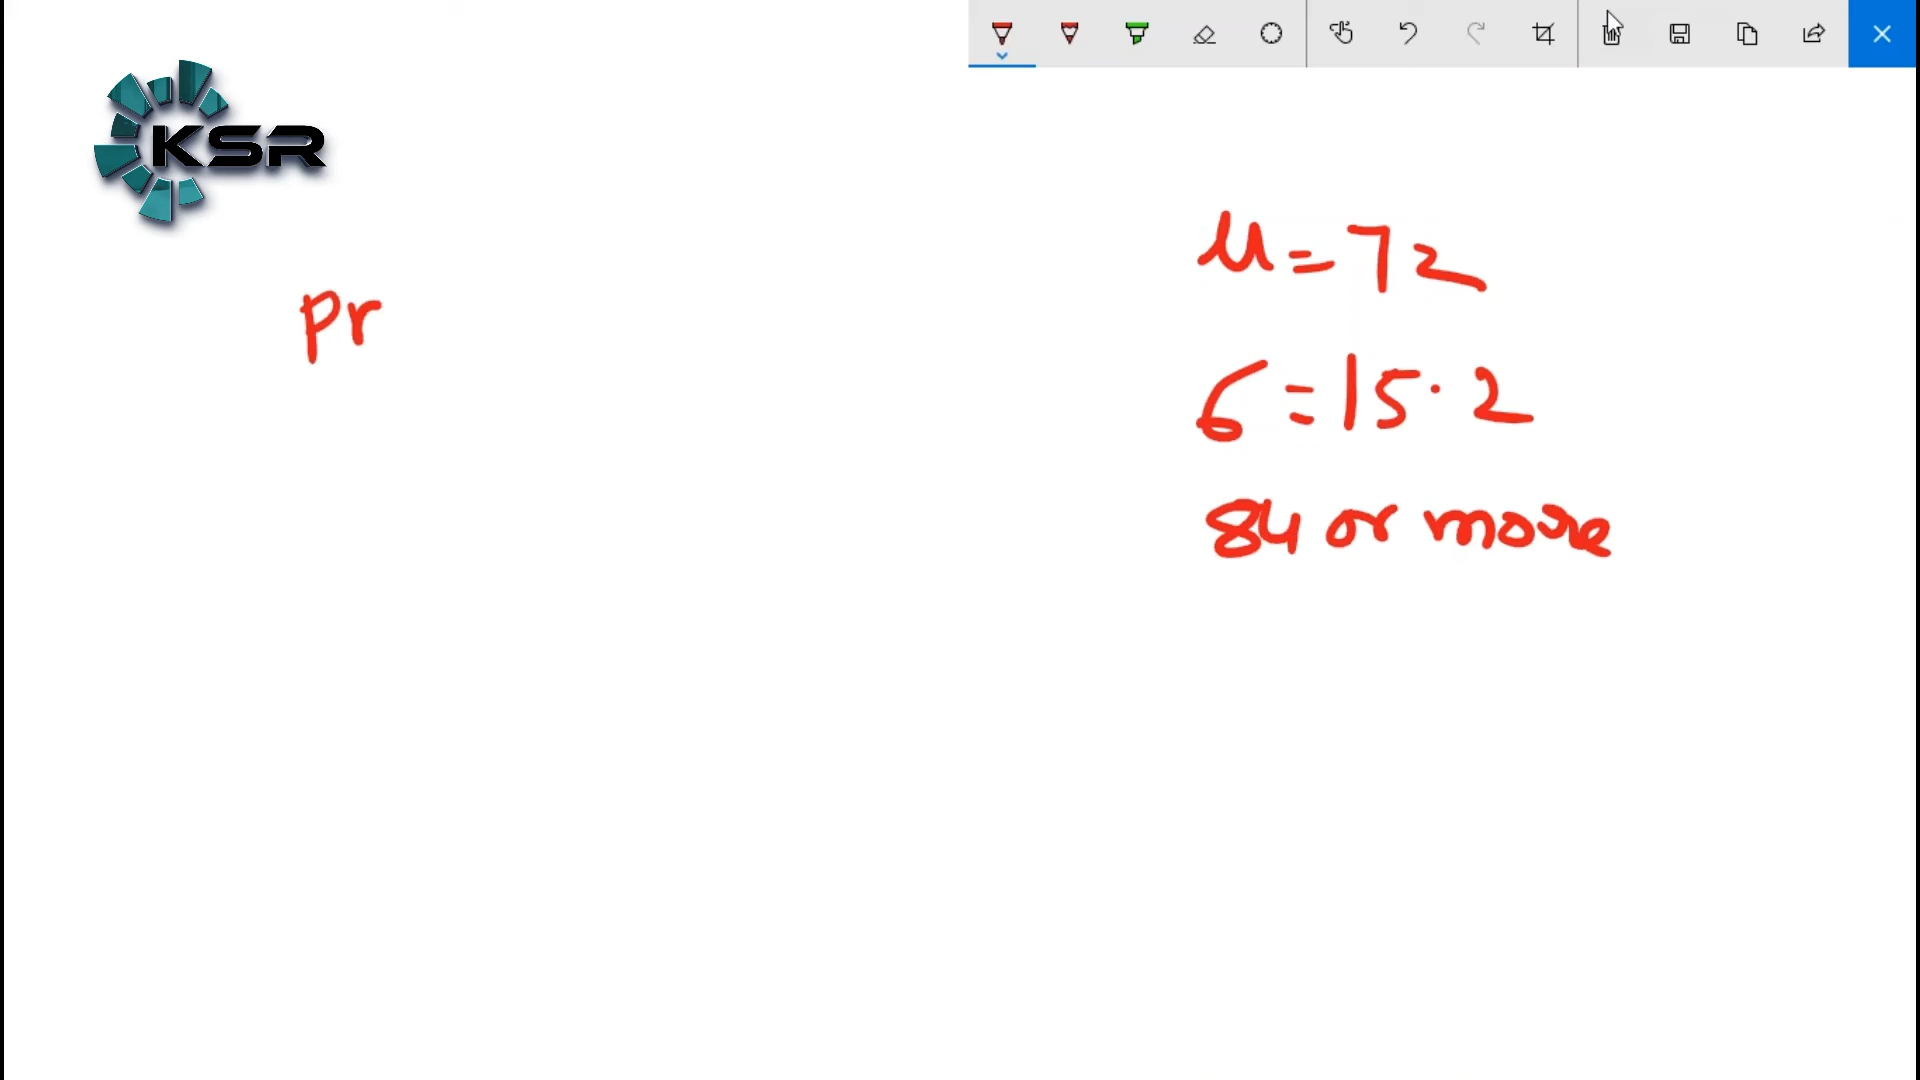 KSR
μ = 72
Pr
σ = 15.2
84 or more